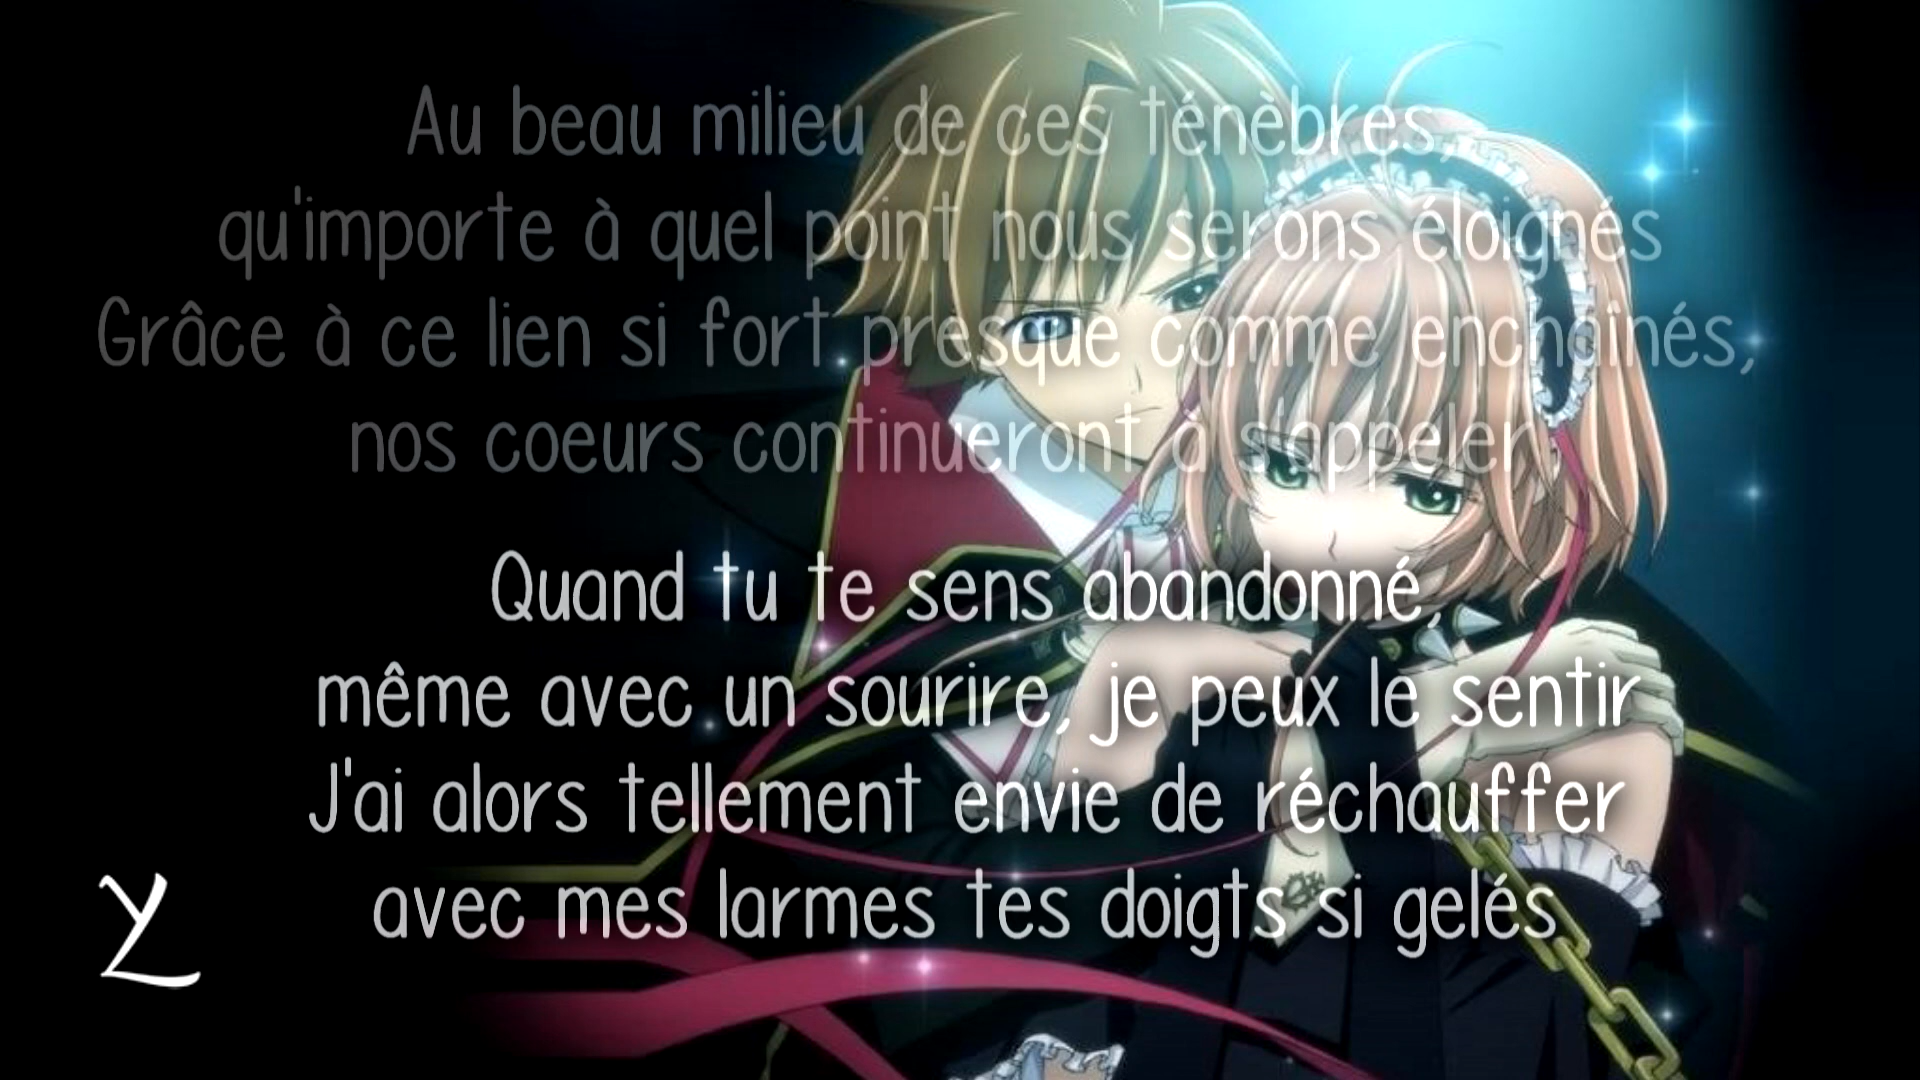 Au beau milieu de ces ténèbres,
qu'importe à quel point nous serons éloignés
Grâce à ce lien si fort presque comme enchaînés,
nos coeurs continueront à s'appeler
Quand tu te sens abandonné,
même avec un sourire, je peux le sentir
J'ai alors tellement envie de réchauffer
avec mes larmes tes doigts si gelés